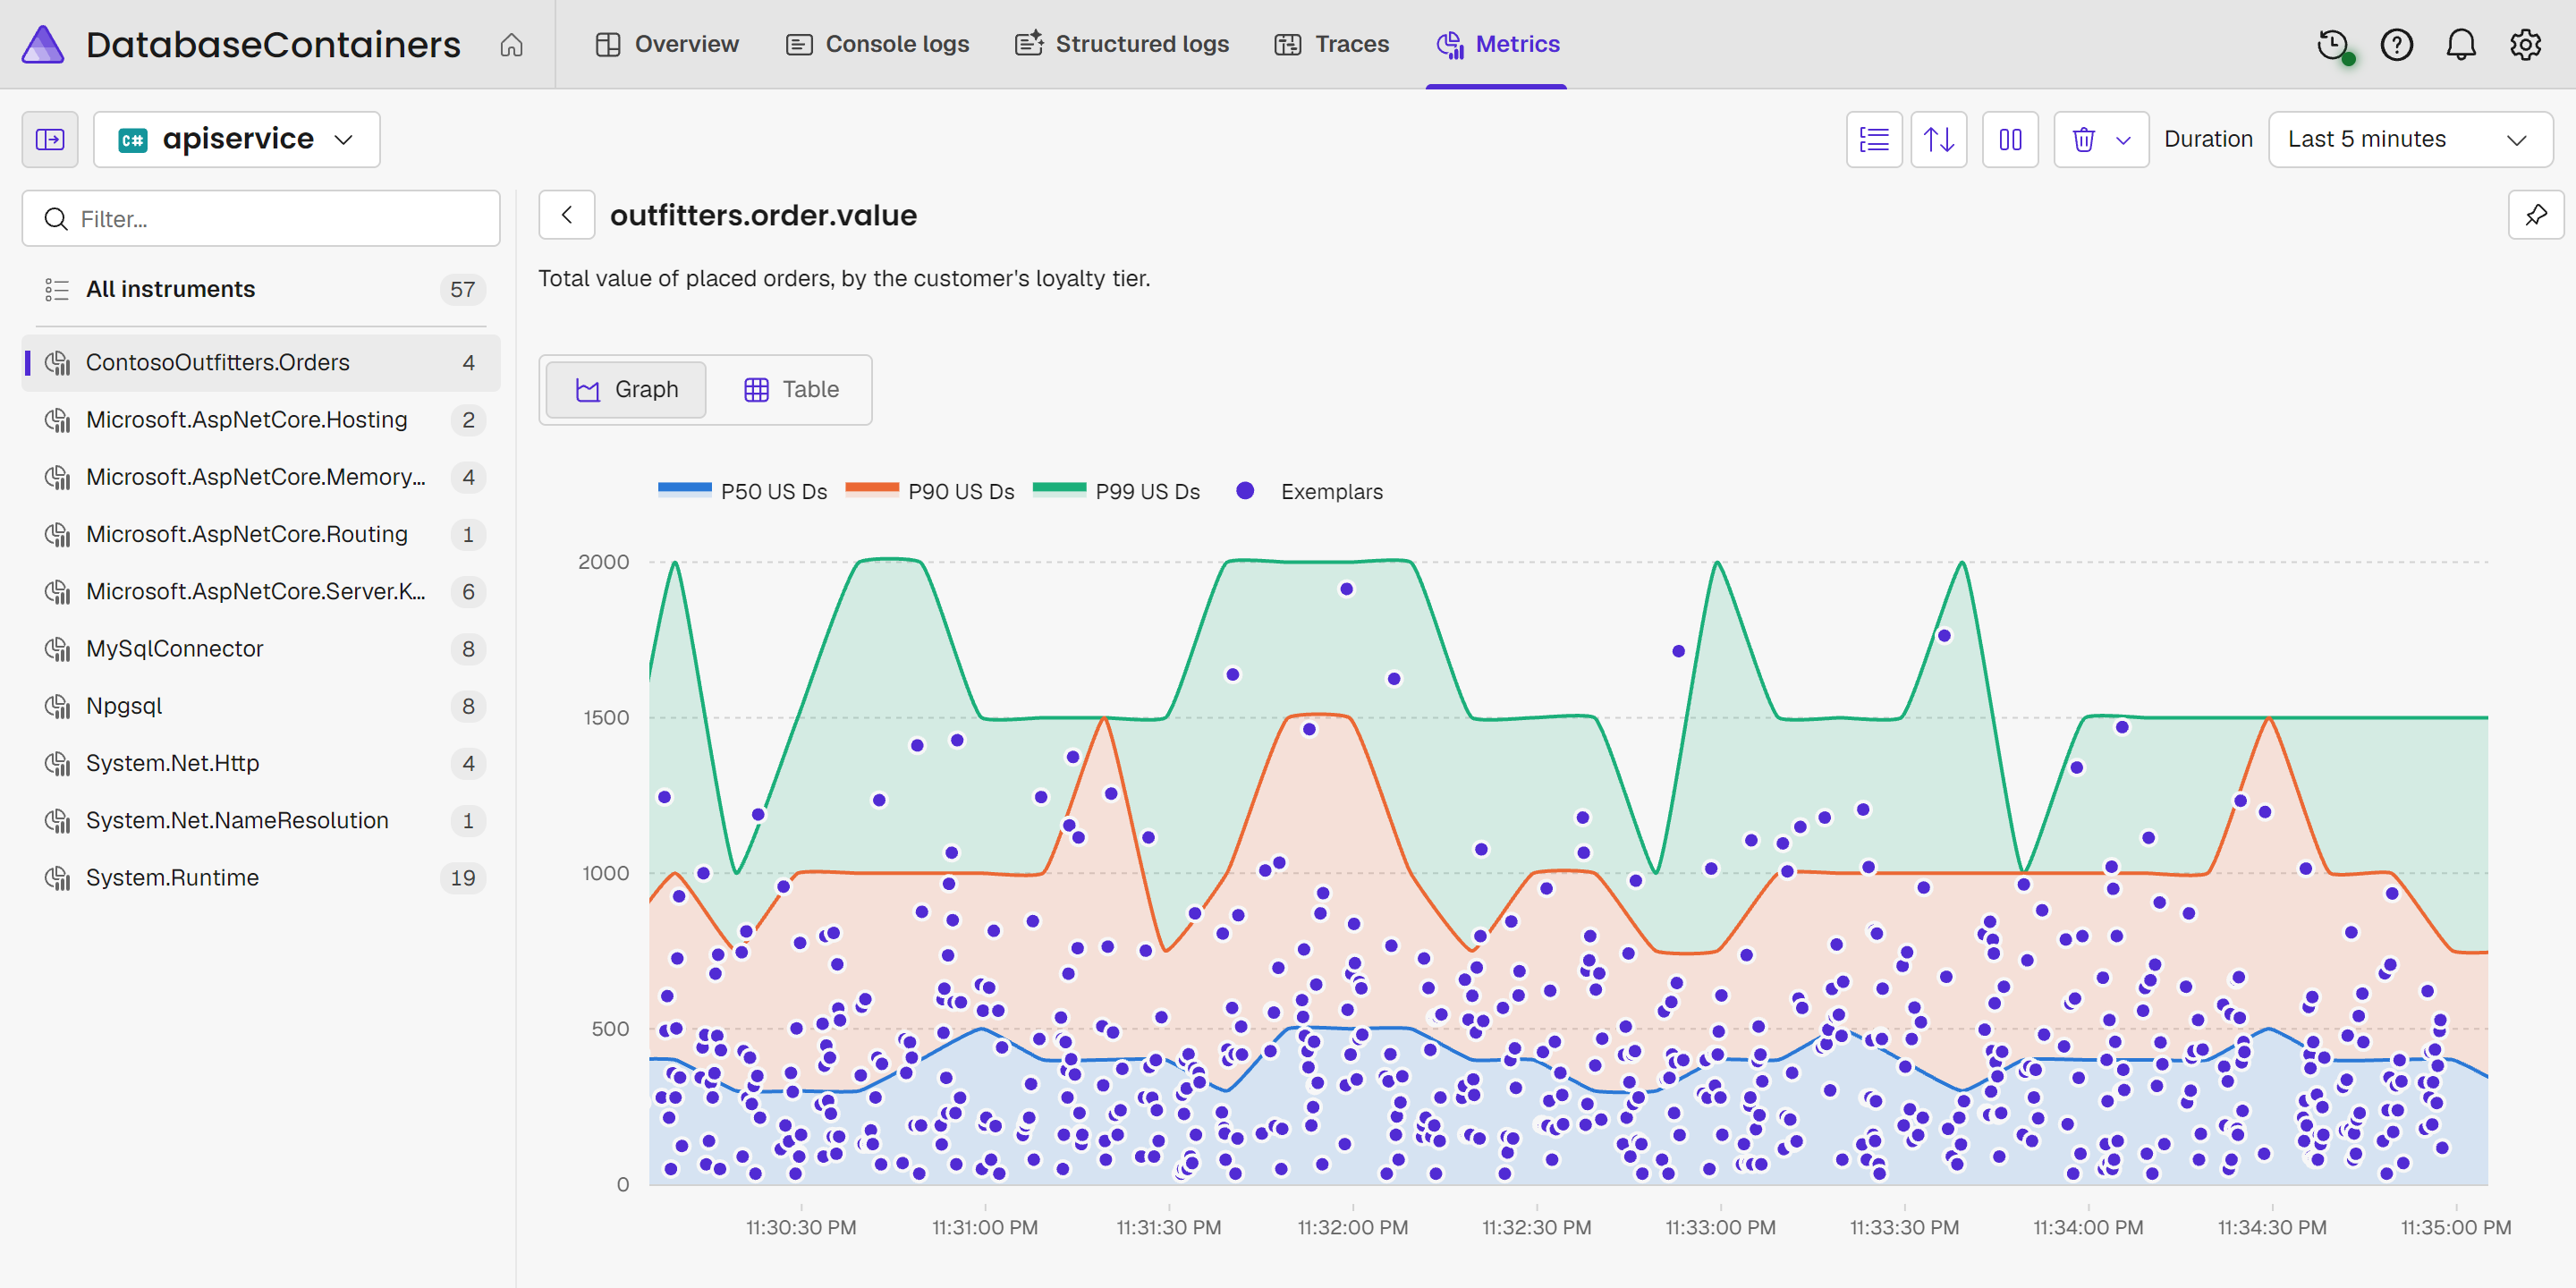 DatabaseContainers
Overview
Console logs
Structured logs
Traces
Metrics
C#
apiservice
Duration
Last 5 minutes
Filter...
All instruments 57
ContosoOutfitters.Orders 4
Microsoft.AspNetCore.Hosting 2
Microsoft.AspNetCore.Memory... 4
Microsoft.AspNetCore.Routing 1
Microsoft.AspNetCore.Server.K... 6
MySqlConnector 8
Npgsql 8
System.Net.Http 4
System.Net.NameResolution 1
System.Runtime 19
outfitters.order.value
Total value of placed orders, by the customer's loyalty tier.
Graph
Table
P50 US Ds
P90 US Ds
P99 US Ds
Exemplars
2000
1500
1000
500
0
11:30:30 PM
11:31:00 PM
11:31:30 PM
11:32:00 PM
11:32:30 PM
11:33:00 PM
11:33:30 PM
11:34:00 PM
11:34:30 PM
11:35:00 PM